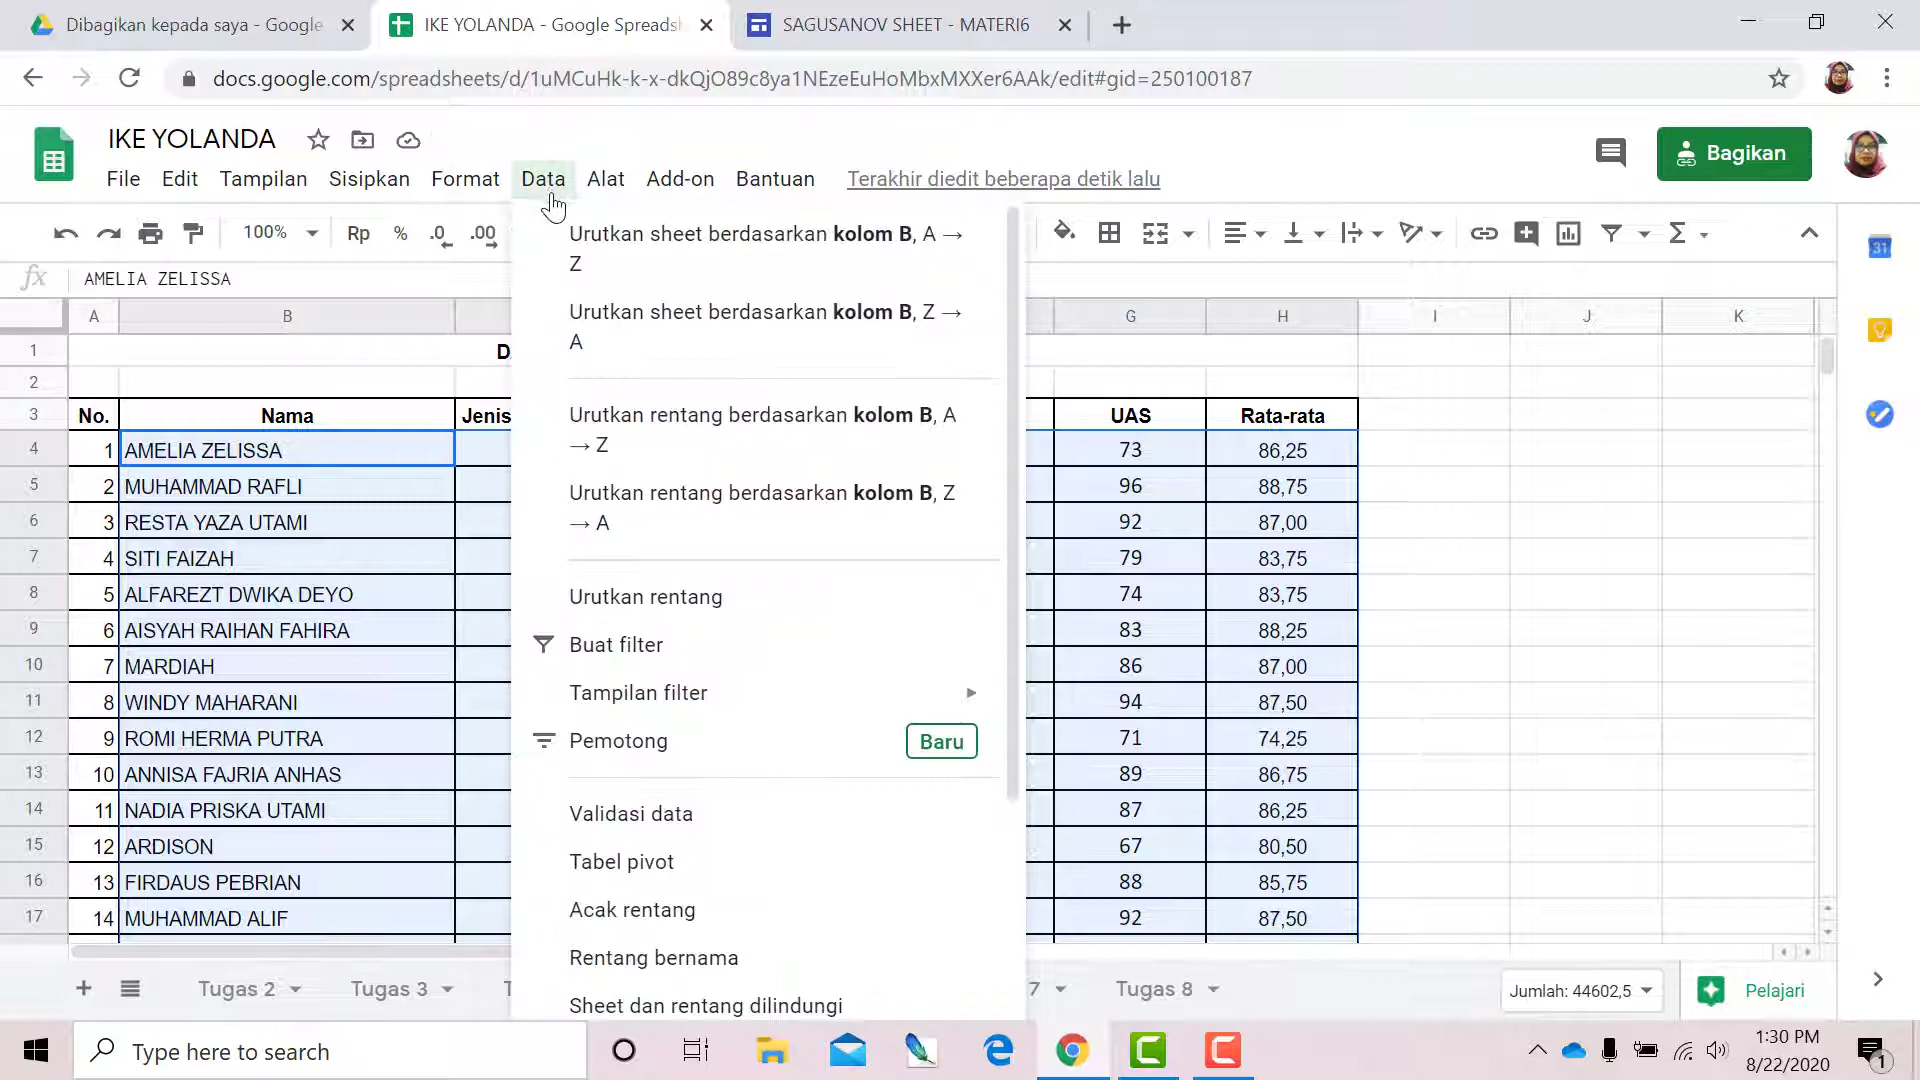 Dibagikan kepada saya - Google
IKE YOLANDA - Google Spreads
SAGUSANOV SHEET - MATERI6
docs.google.com/spreadsheets/d/1uMCuHk-k-x-dkQjO89c8ya1NEzeEuHoMbxMXXer6AAk/edit#gid=250100187
IKE YOLANDA
File Edit Tampilan Sisipkan Format Data Alat Add-on Bantuan Terakhir diedit beberapa detik lalu
Bagikan
100% Rp % .0 .00
fx AMELIA ZELISSA
A B G H I J K
Urutkan sheet berdasarkan kolom B, A →
Z
Urutkan sheet berdasarkan kolom B, Z →
A
Urutkan rentang berdasarkan kolom B, A
→ Z
Urutkan rentang berdasarkan kolom B, Z
→ A
Urutkan rentang
Buat filter
Tampilan filter
Pemotong Baru
Validasi data
Tabel pivot
Acak rentang
Rentang bernama
Sheet dan rentang dilindungi
1 D
2
3 No. Nama Jenis UAS Rata-rata
4 1 AMELIA ZELISSA 73 86,25
5 2 MUHAMMAD RAFLI 96 88,75
6 3 RESTA YAZA UTAMI 92 87,00
7 4 SITI FAIZAH 79 83,75
8 5 ALFAREZT DWIKA DEYO 74 83,75
9 6 AISYAH RAIHAN FAHIRA 83 88,25
10 7 MARDIAH 86 87,00
11 8 WINDY MAHARANI 94 87,50
12 9 ROMI HERMA PUTRA 71 74,25
13 10 ANNISA FAJRIA ANHAS 89 86,75
14 11 NADIA PRISKA UTAMI 87 86,25
15 12 ARDISON 67 80,50
16 13 FIRDAUS PEBRIAN 88 85,75
17 14 MUHAMMAD ALIF 92 87,50
Tugas 2 Tugas 3 T 7 Tugas 8 Jumlah: 44602,5 Pelajari
31
Type here to search
1:30 PM
8/22/2020
1